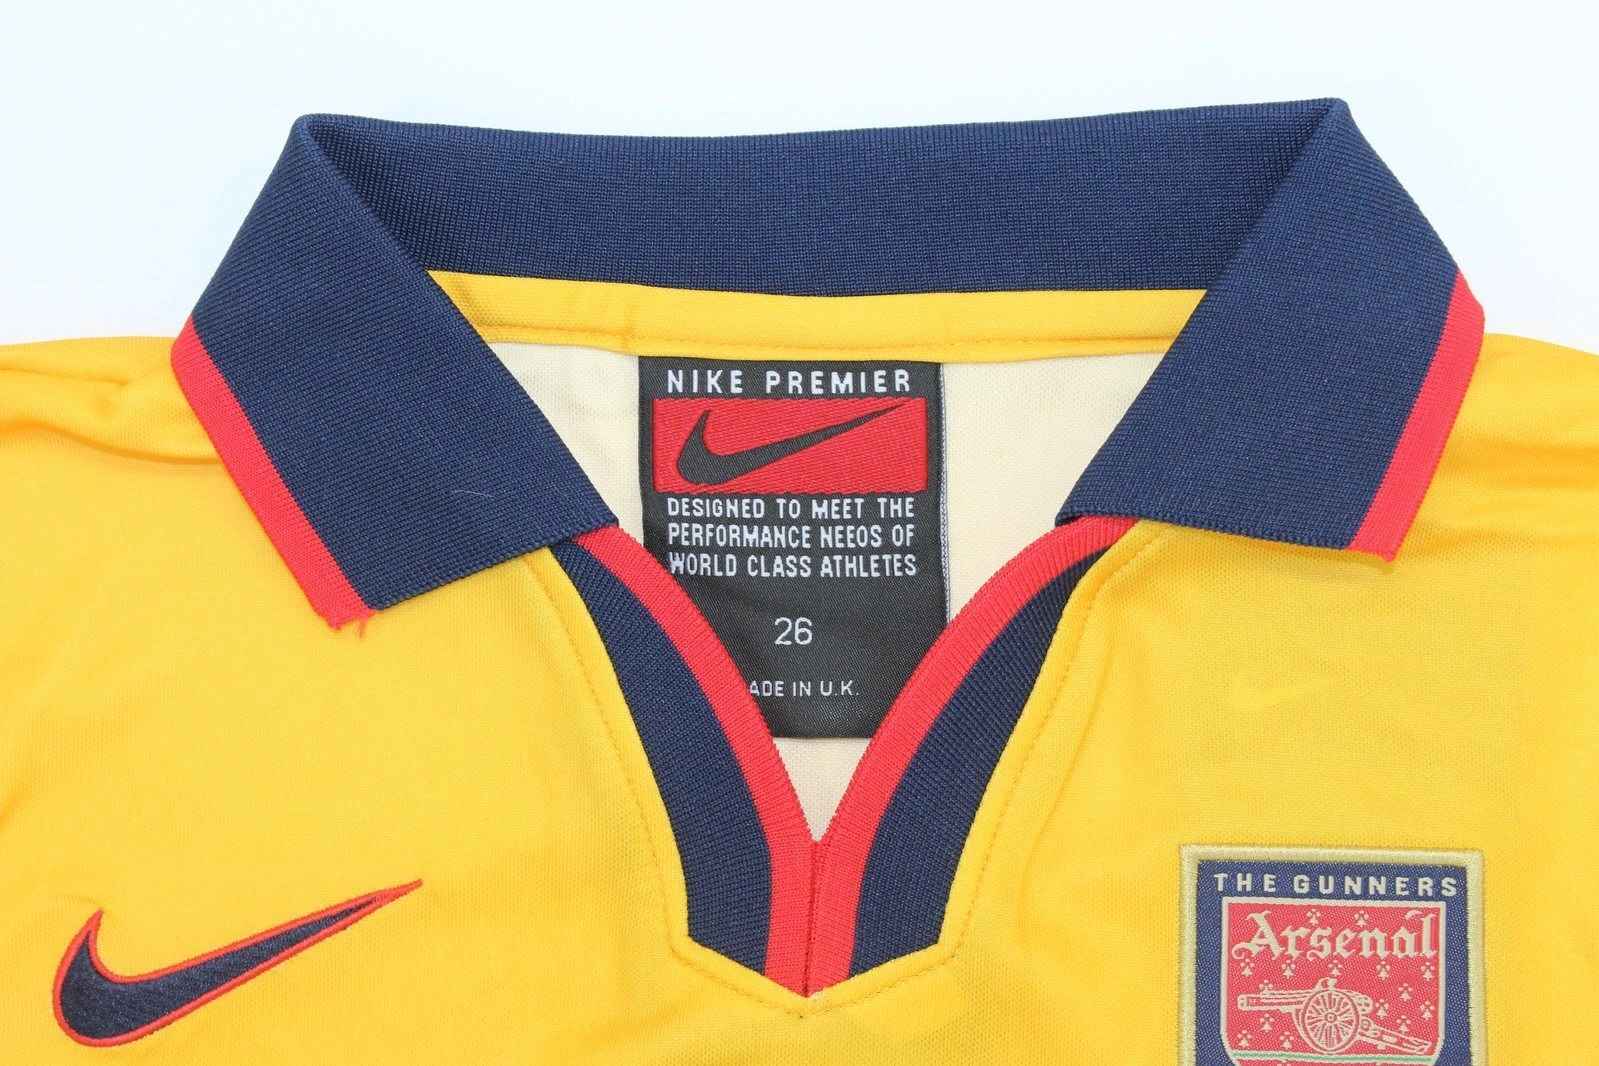 NIKE PREMIER
DESIGNED TO MEET THE
PERFORMANCE NEEOS OF
WORLD CLASS ATHLETES
26
ADE IN U.K.
THE GUNNERS
Arsenal